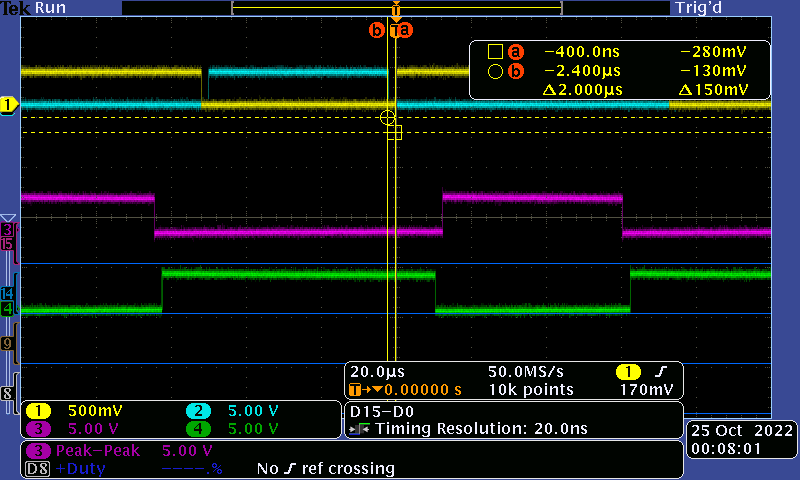 Tek Run Trig'd
T
b T a
a −400.0ns −280mV
b −2.400µs −130mV
Δ2.000µs Δ150mV
1
3
15
14
4
9
8
20.0µs 50.0MS/s 1
T→▼0.00000 s 10k points 170mV
1 500mV 2 5.00 V
3 5.00 V 4 5.00 V
D15−D0
Timing Resolution: 20.0ns
3 Peak−Peak 5.00 V
D8 +Duty −−−−.% No ref crossing
25 Oct 2022
00:08:01